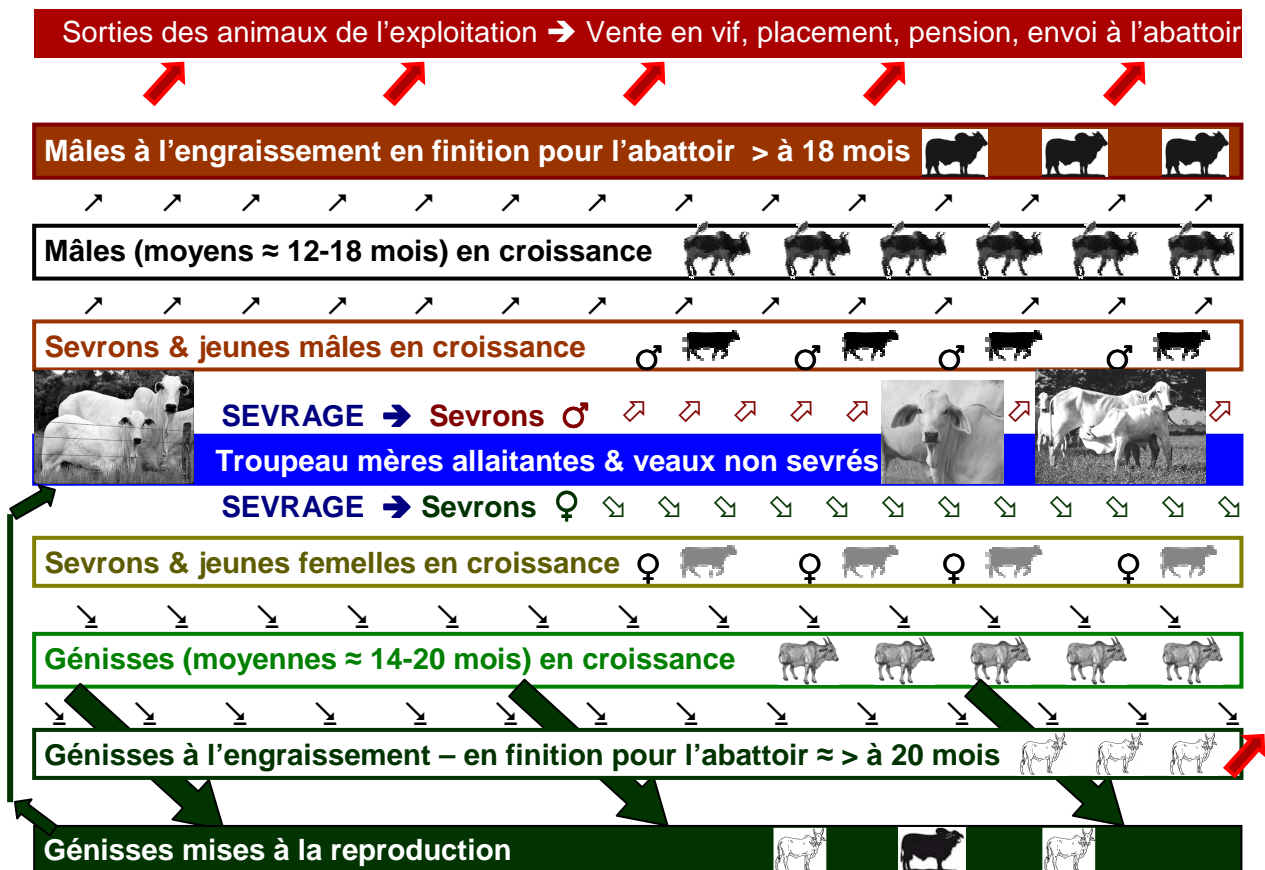 Sorties des animaux de l’exploitation ➔ Vente en vif, placement, pension, envoi à l’abattoir
Mâles à l’engraissement en finition pour l’abattoir > à 18 mois
Mâles (moyens ≈ 12-18 mois) en croissance
Sevrons & jeunes mâles en croissance ♂ ♂ ♂ ♂
SEVRAGE ➔ Sevrons ♂
Troupeau mères allaitantes & veaux non sevrés
SEVRAGE ➔ Sevrons ♀
Sevrons & jeunes femelles en croissance ♀ ♀ ♀ ♀
Génisses (moyennes ≈ 14-20 mois) en croissance
Génisses à l’engraissement – en finition pour l’abattoir ≈ > à 20 mois
Génisses mises à la reproduction